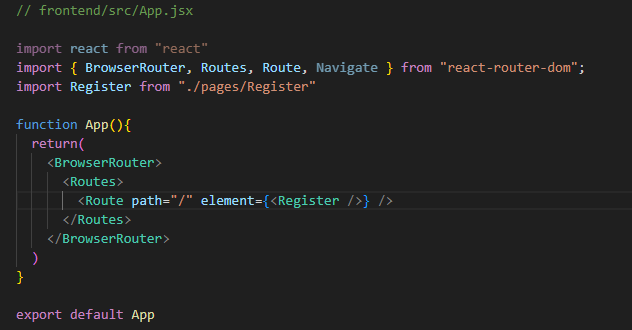 // frontend/src/App.jsx
import react from "react"
import { BrowserRouter, Routes, Route, Navigate } from "react-router-dom";
import Register from "./pages/Register"
function App(){
return(
<BrowserRouter>
<Routes>
<Route path="/" element={<Register />} />
</Routes>
</BrowserRouter>
)
}
export default App